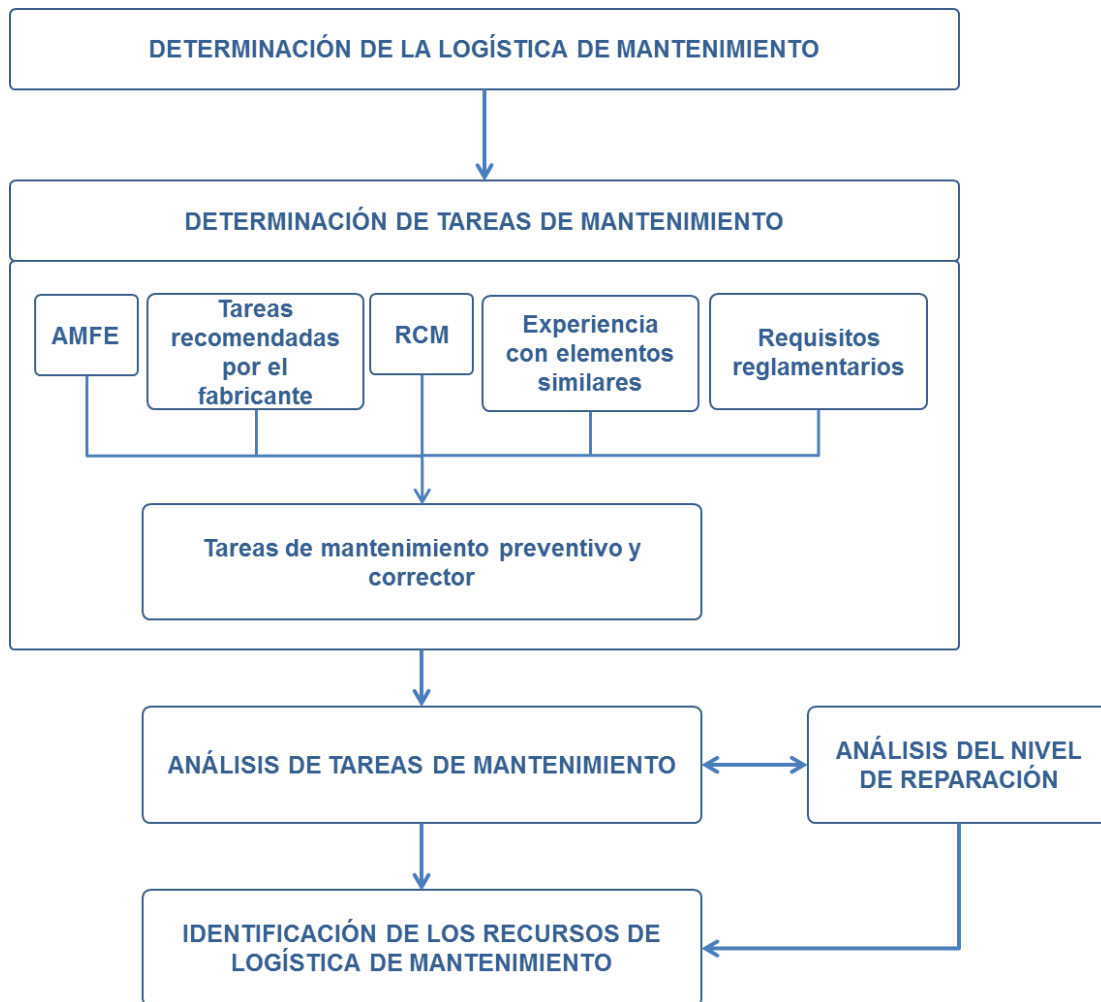 DETERMINACIÓN DE LA LOGÍSTICA DE MANTENIMIENTO
DETERMINACIÓN DE TAREAS DE MANTENIMIENTO
AMFE
Tareas
recomendadas
por el
fabricante
RCM
Experiencia
con elementos
similares
Requisitos
reglamentarios
Tareas de mantenimiento preventivo y
corrector
ANÁLISIS DE TAREAS DE MANTENIMIENTO
ANÁLISIS DEL NIVEL
DE REPARACIÓN
IDENTIFICACIÓN DE LOS RECURSOS DE
LOGÍSTICA DE MANTENIMIENTO